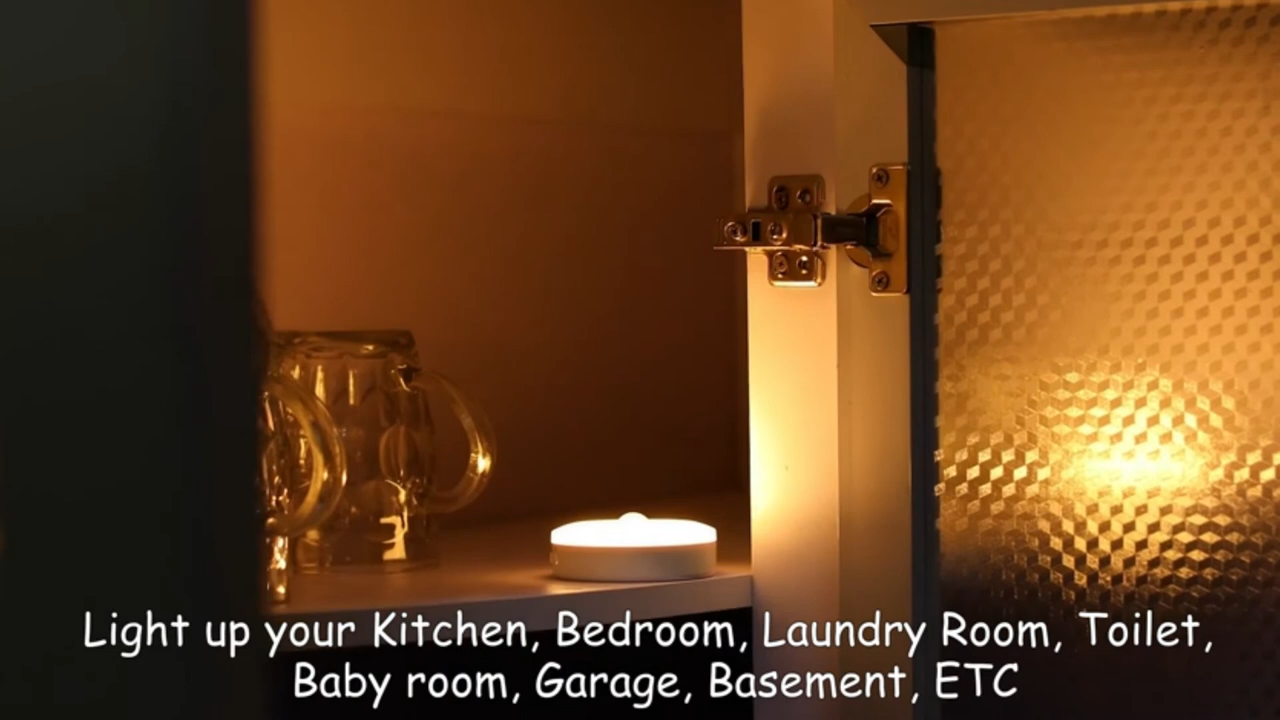 Light up your Kitchen, Bedroom, Laundry Room, Toilet,
Baby room, Garage, Basement, ETC